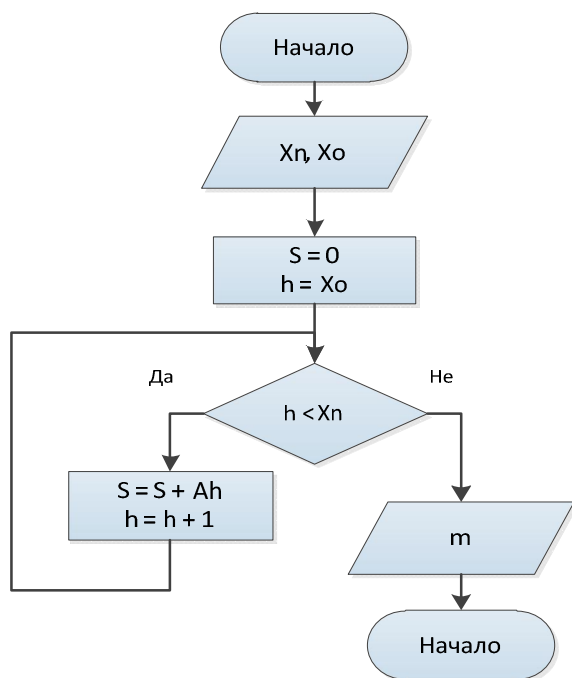 Начало
Xn, Xo
S = 0
h = Xo
Да
Не
h < Xn
S = S + Ah
h = h + 1
m
Начало